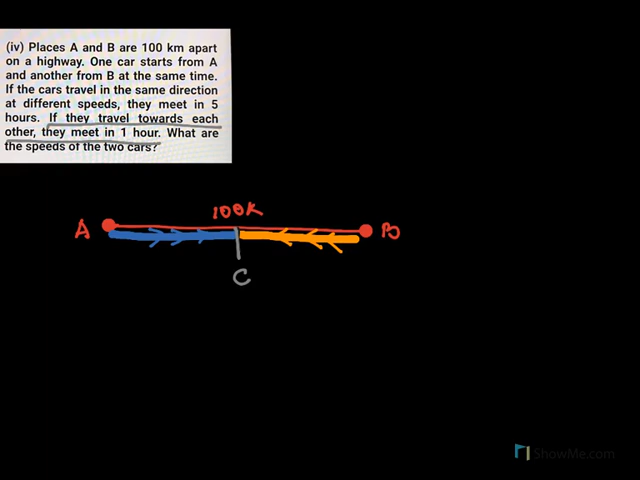 (iv) Places A and B are 100 km apart
on a highway. One car starts from A
and another from B at the same time.
If the cars travel in the same direction
at different speeds, they meet in 5
hours. If they travel towards each
other, they meet in 1 hour. What are
the speeds of the two cars?
100K
A B
C
ShowMe.com